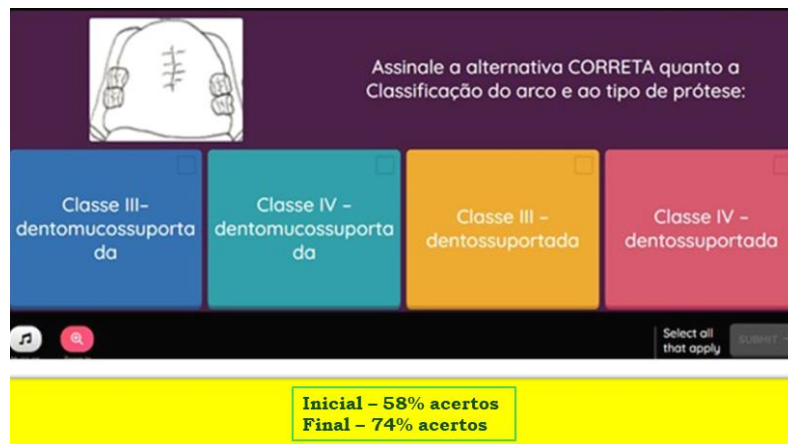 Assinale a alternativa CORRETA quanto a
Classificação do arco e ao tipo de prótese:
Classe III–
dentomucossuporta
da
Classe IV –
dentomucossuporta
da
Classe III –
dentossuportada
Classe IV –
dentossuportada
Select all
that apply
SUBMIT
Inicial – 58% acertos
Final – 74% acertos